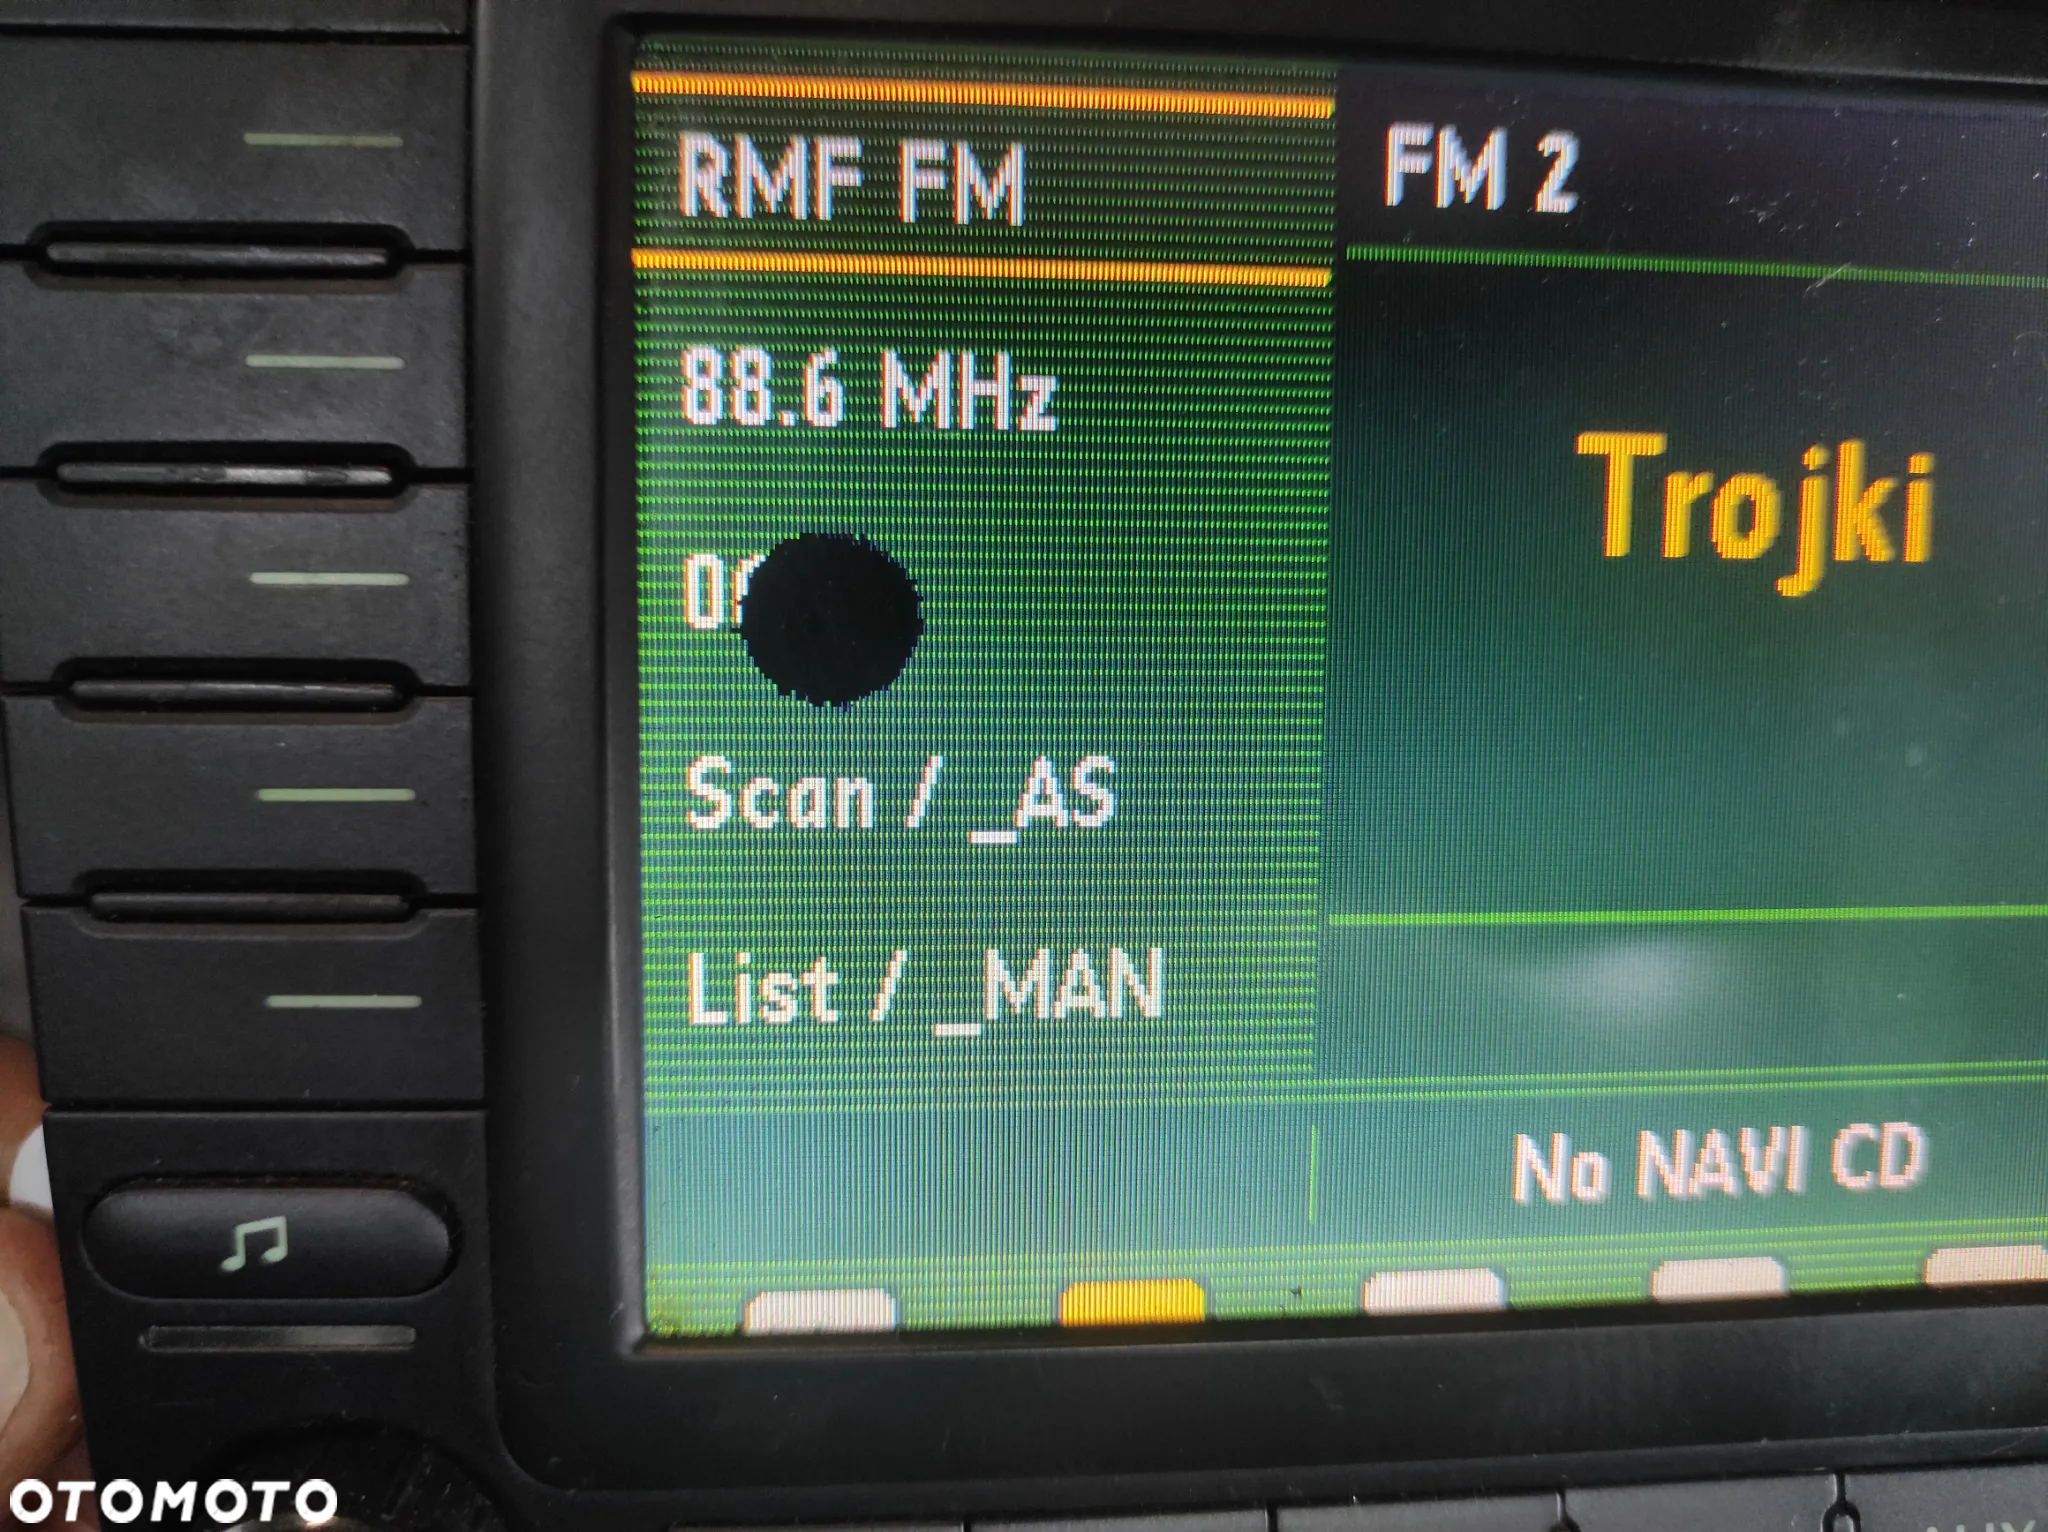 RMF FM
88.6 MHz
Scan / _AS
List / _MAN
FM 2
Trojki
No NAVI CD
OTOMOTO